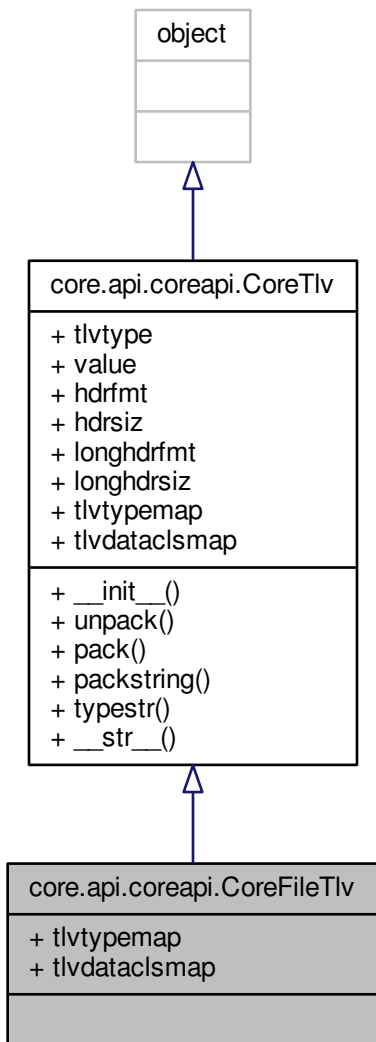 object
core.api.coreapi.CoreTlv
+ tlvtype
+ value
+ hdrfmt
+ hdrsiz
+ longhdrfmt
+ longhdrsiz
+ tlvtypemap
+ tlvdataclsmap
+ __init__()
+ unpack()
+ pack()
+ packstring()
+ typestr()
+ __str__()
core.api.coreapi.CoreFileTlv
+ tlvtypemap
+ tlvdataclsmap